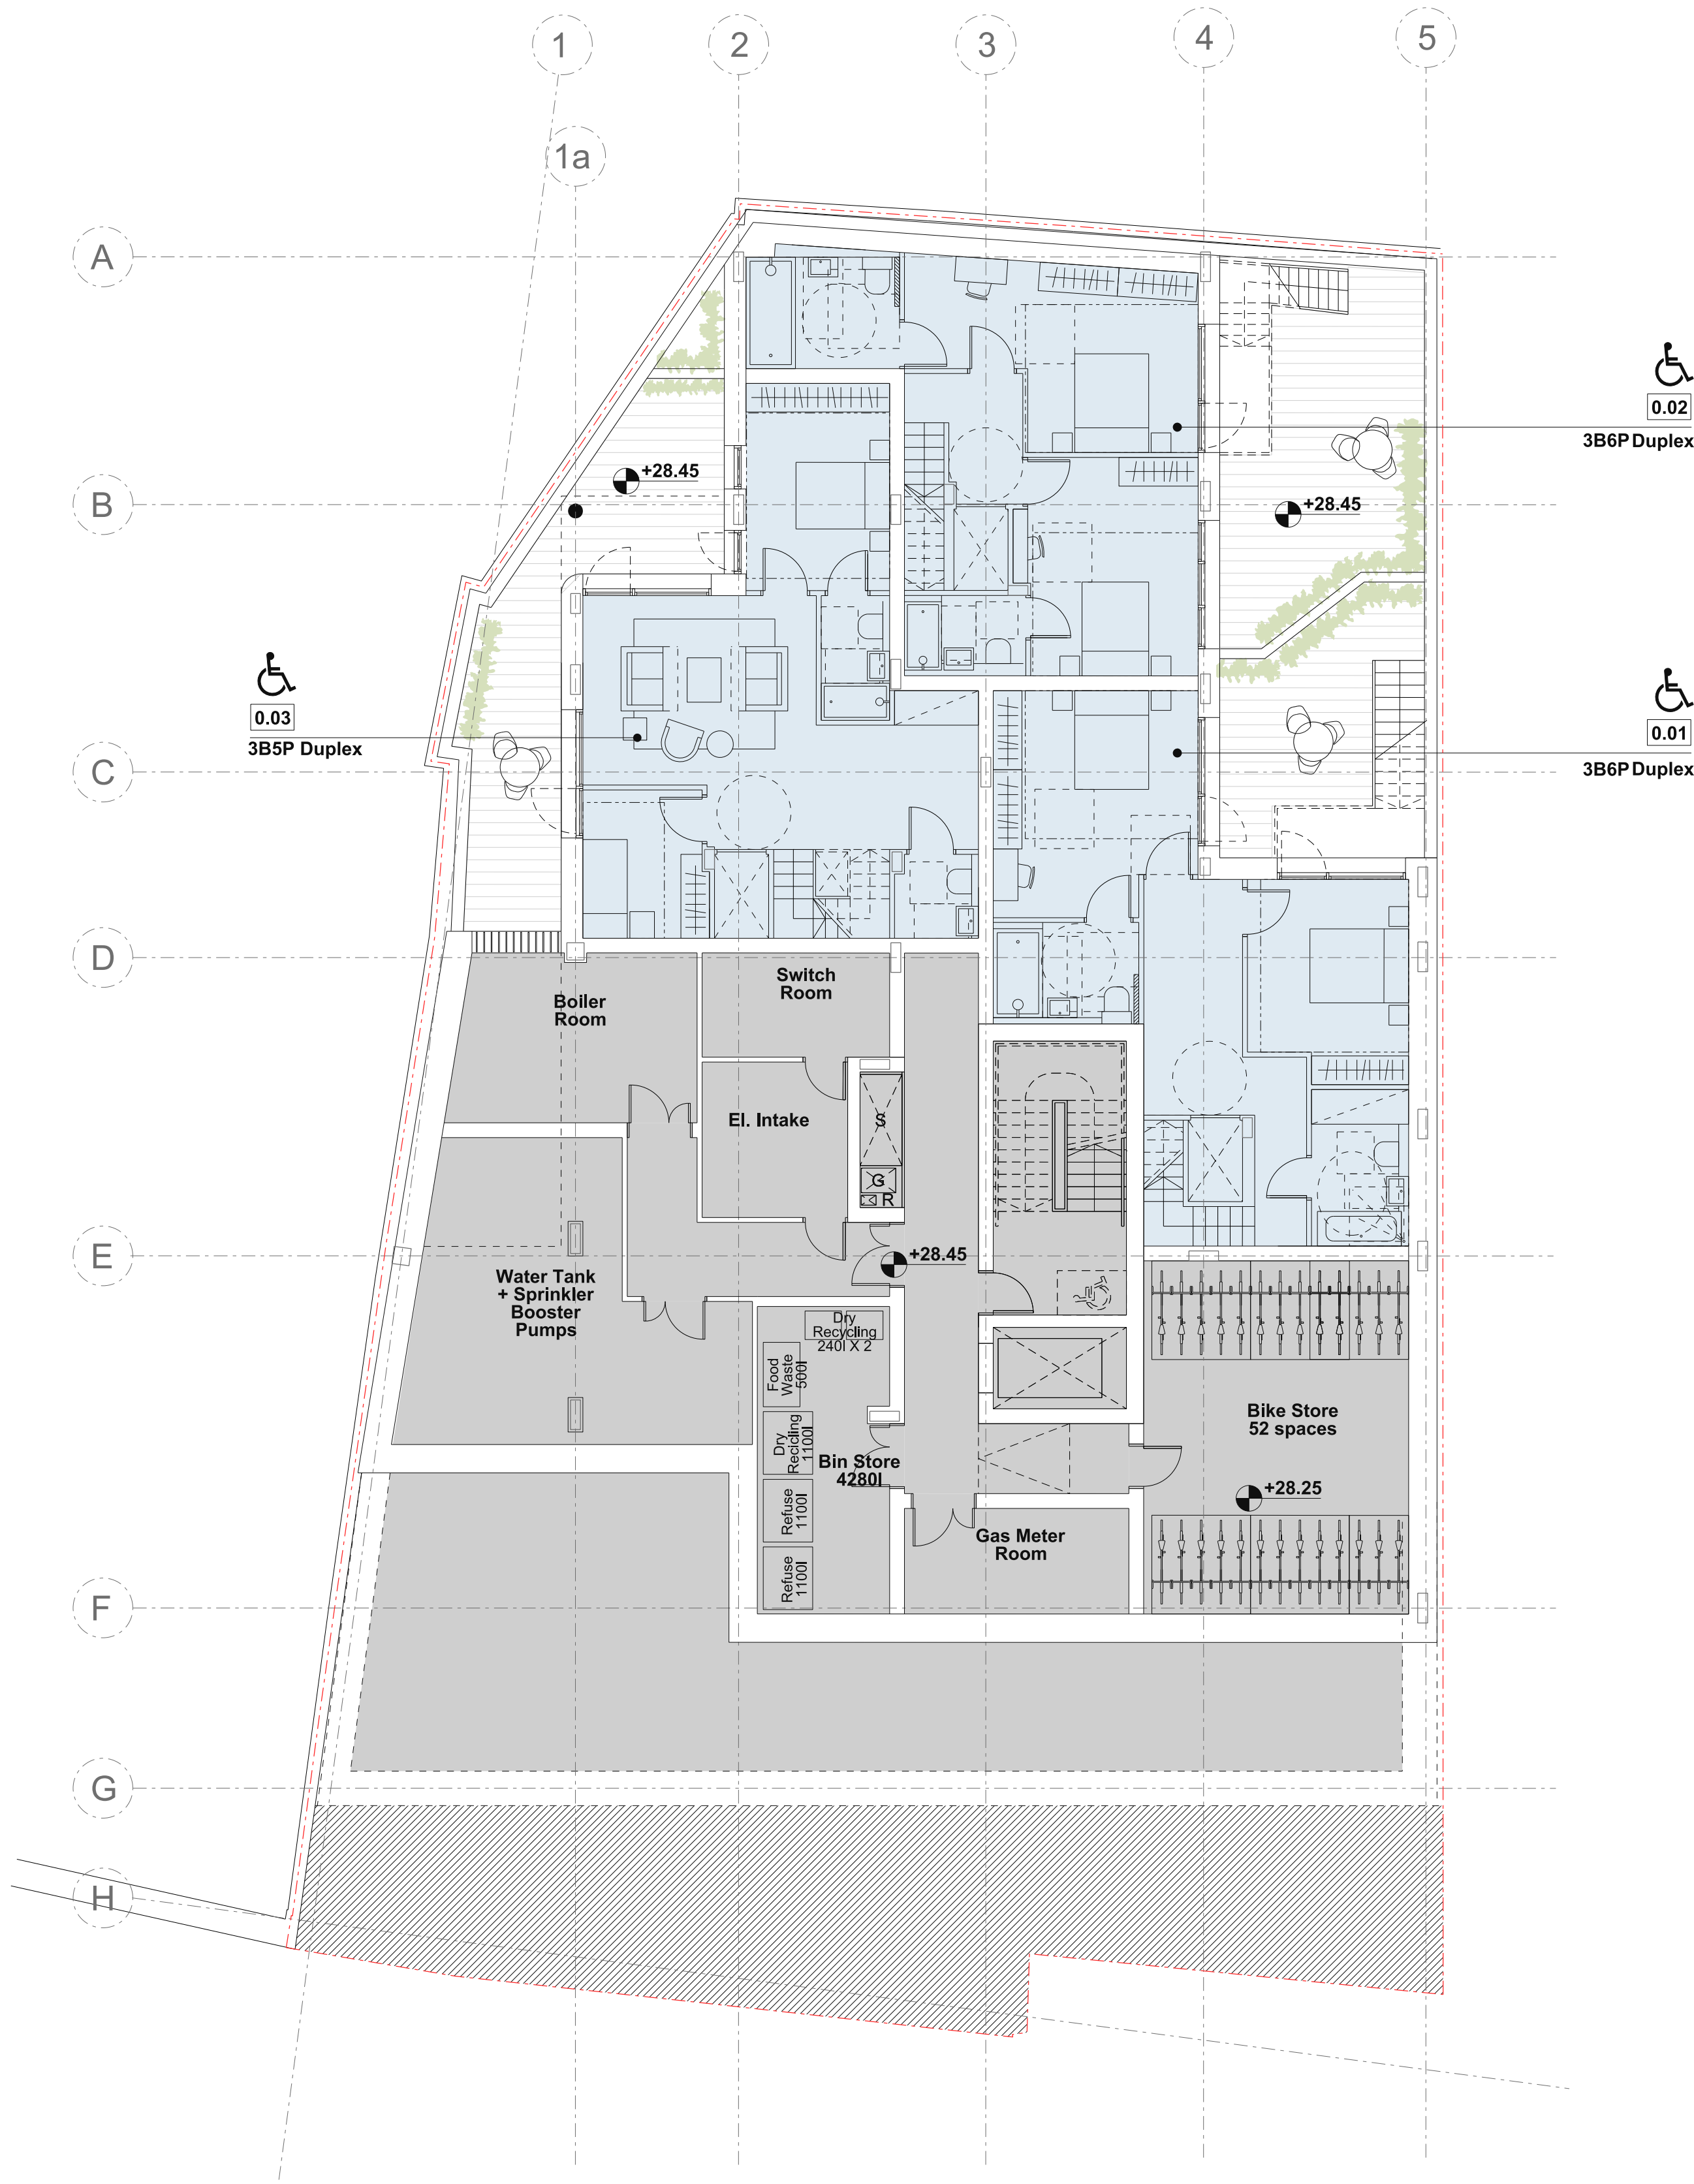 1
2
3
4
5
1a
A
0.02
3B6P Duplex
+28.45
B
+28.45
0.03
3B5P Duplex
0.01
3B6P Duplex
C
D
Switch
Room
Boiler
Room
El. Intake
S
G
R
E
+28.45
Water Tank
+ Sprinkler
Booster
Pumps
Dry
Recycling
240l X 2
Food
Waste
500l
Dry
Recicling
1100l
Bin Store
4280l
Refuse
1100l
Refuse
1100l
Bike Store
52 spaces
+28.25
Gas Meter
Room
F
G
H